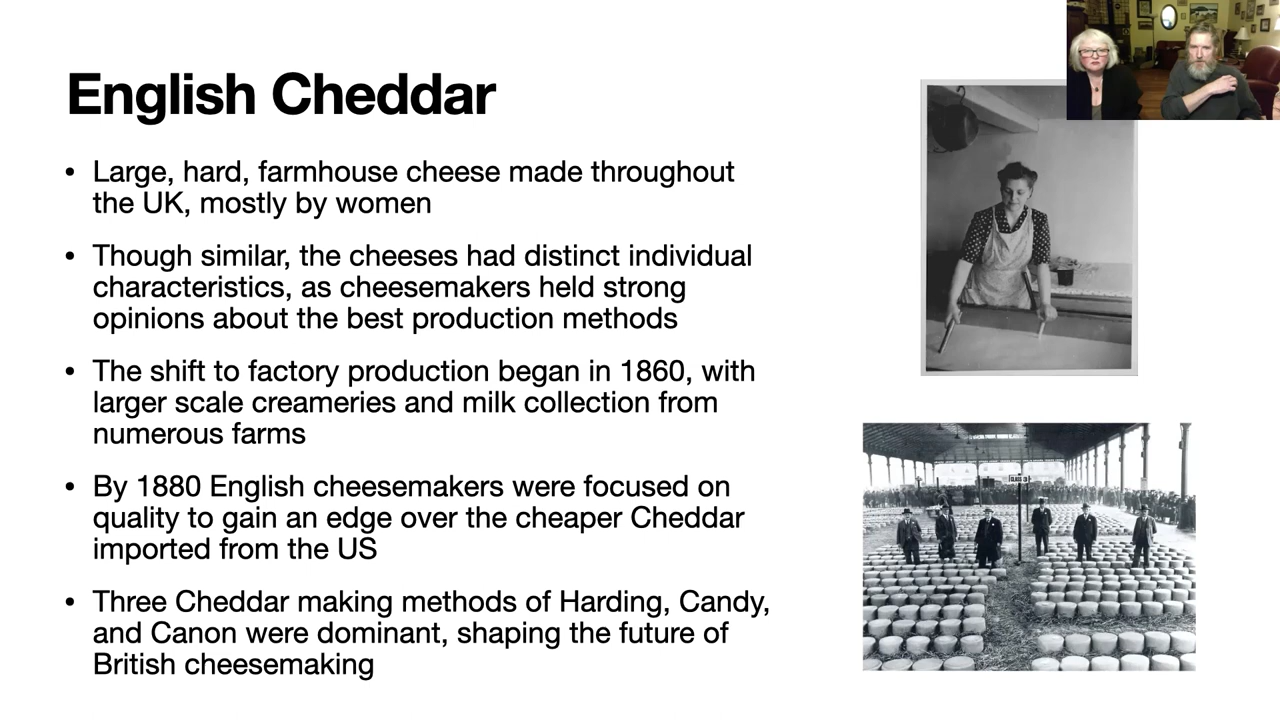 English Cheddar
• Large, hard, farmhouse cheese made throughout
the UK, mostly by women
• Though similar, the cheeses had distinct individual
characteristics, as cheesemakers held strong
opinions about the best production methods
• The shift to factory production began in 1860, with
larger scale creameries and milk collection from
numerous farms
• By 1880 English cheesemakers were focused on
quality to gain an edge over the cheaper Cheddar
imported from the US
• Three Cheddar making methods of Harding, Candy,
and Canon were dominant, shaping the future of
British cheesemaking